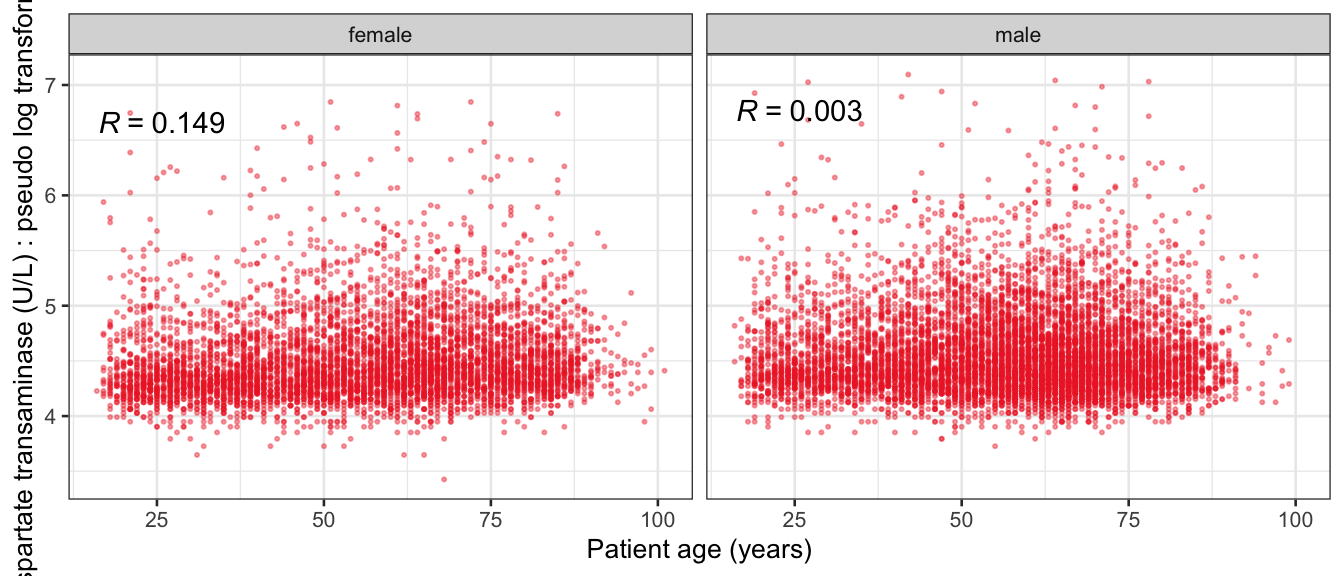 female
male
spartate transaminase (U/L) : pseudo log transfor
7
6
5
4
R = 0.149
R = 0.003
25 50 75 100
25 50 75 100
Patient age (years)